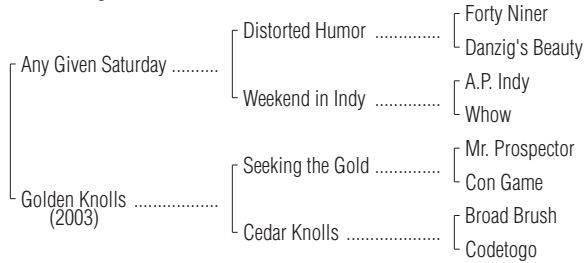 Forty Niner
Distorted Humor ..............
Danzig's Beauty
Any Given Saturday ..........
A.P. Indy
Weekend in Indy ..............
Whow
Mr. Prospector
Seeking the Gold ..............
Con Game
Golden Knolls ..................
(2003)
Broad Brush
Cedar Knolls ....................
Codetogo